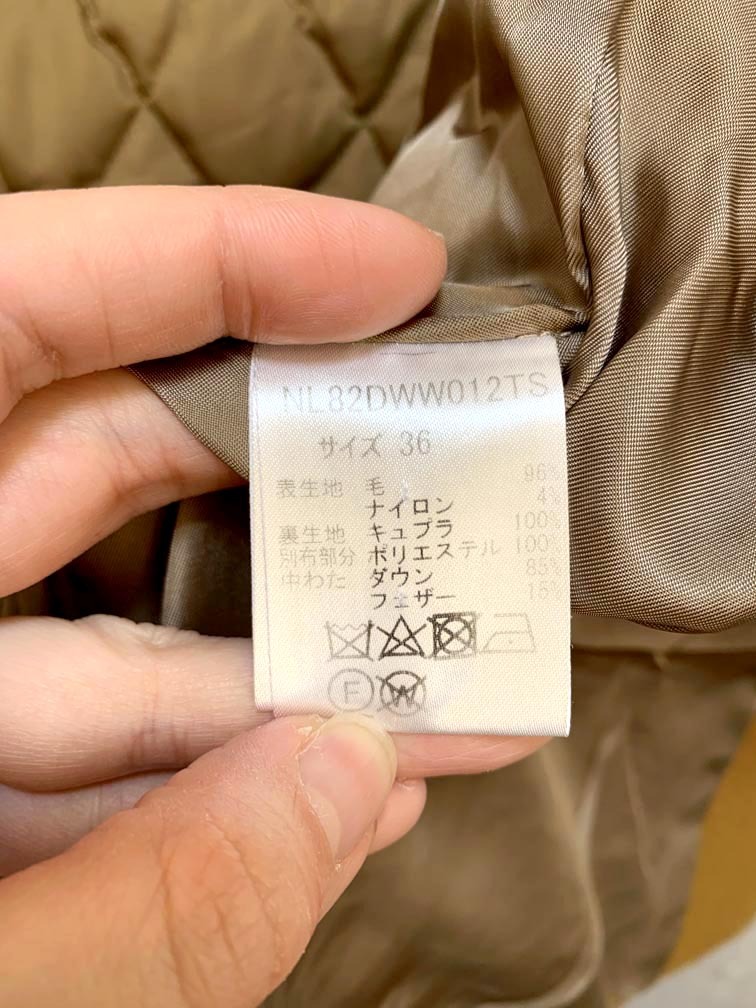 NL82DWW012TS
サイズ 36
表生地 毛 96%
ナイロン 4%
裏生地 キュプラ 100%
別布部分 ポリエステル 100%
中わた ダウン 85%
フェザー 15%
F W